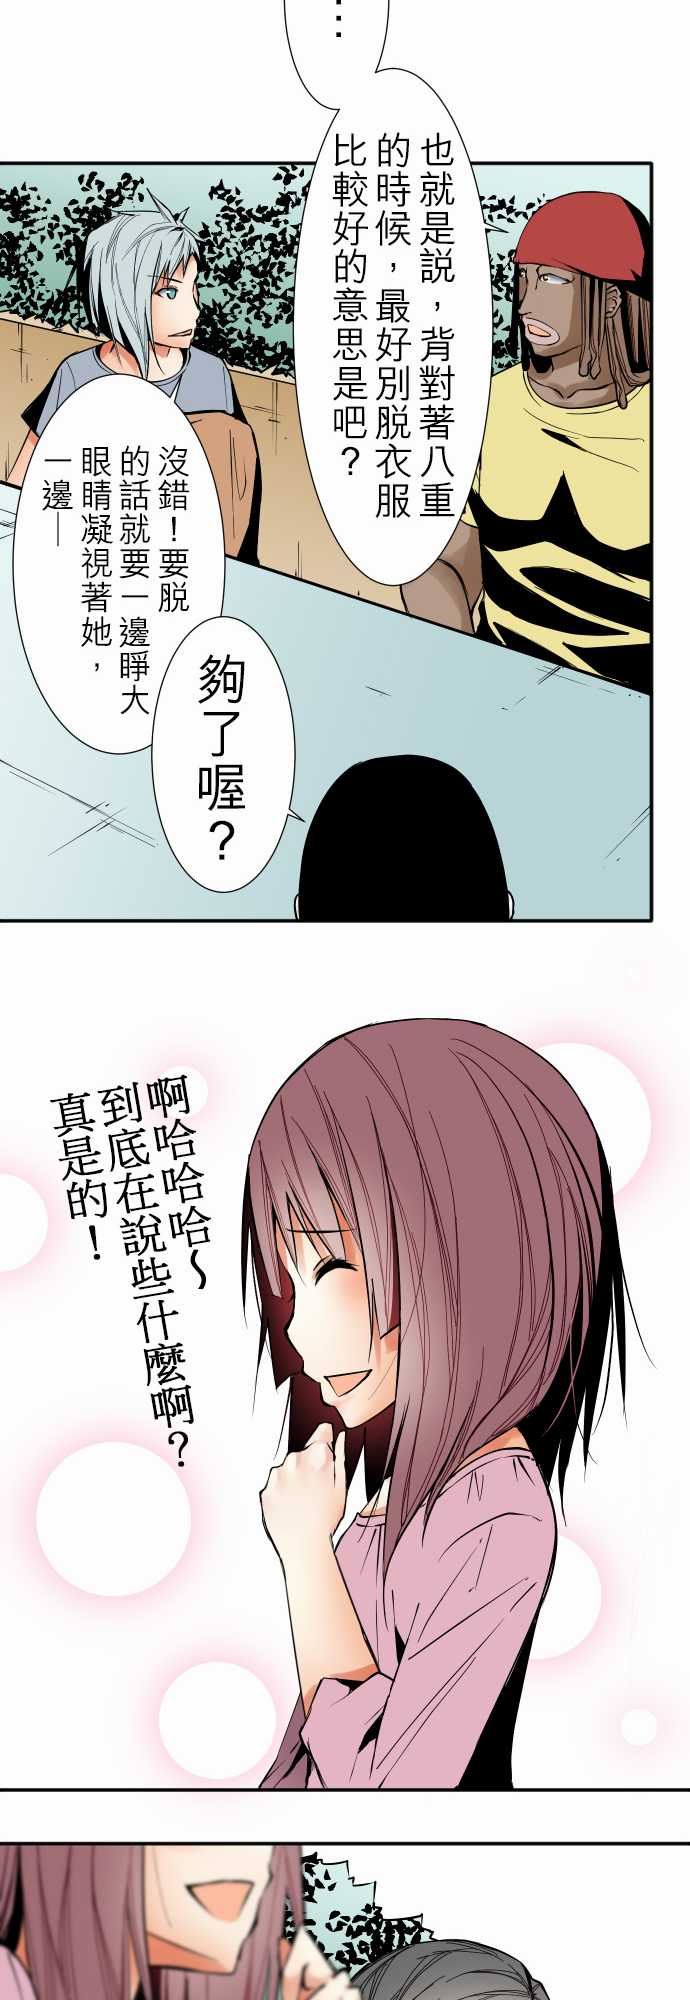 ⋯
也就是說，背對著八重
的時候，最好別脫衣服
比較好的意思是吧？
沒錯！要脫
的話就要一邊睜大
眼睛凝視著她，
一邊—
夠了喔？
啊哈哈哈～
到底在說些什麼啊？
真是的！